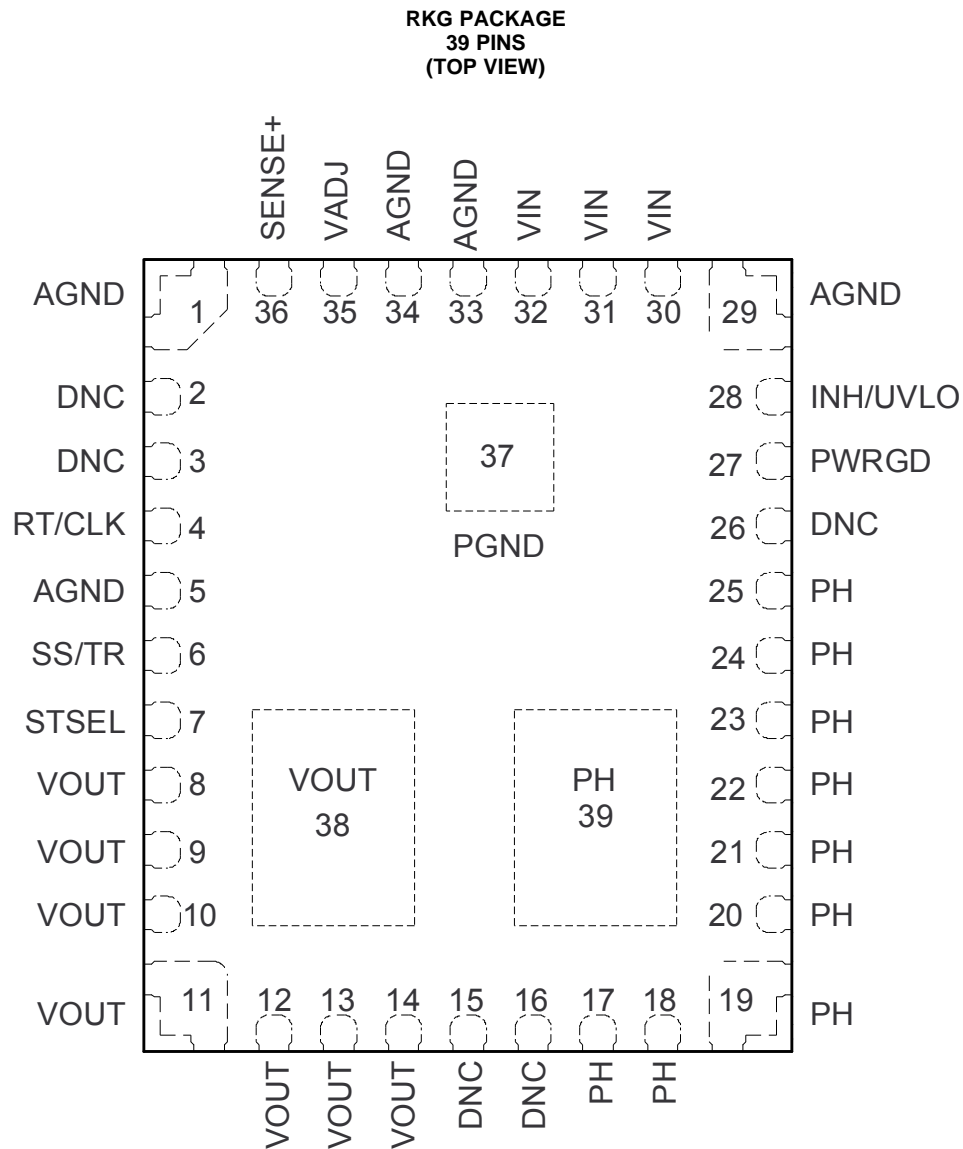 RKG PACKAGE
39 PINS
(TOP VIEW)
SENSE+ VADJ AGND AGND VIN VIN VIN
AGND 1 36 35 34 33 32 31 30 29 AGND
DNC 2 28 INH/UVLO
DNC 3 37 27 PWRGD
RT/CLK 4 26 DNC
PGND
AGND 5 25 PH
SS/TR 6 24 PH
STSEL 7 23 PH
VOUT 8 VOUT PH 22 PH
38 39
VOUT 9 21 PH
VOUT 10 20 PH
VOUT 11 12 13 14 15 16 17 18 19 PH
VOUT VOUT VOUT DNC DNC PH PH